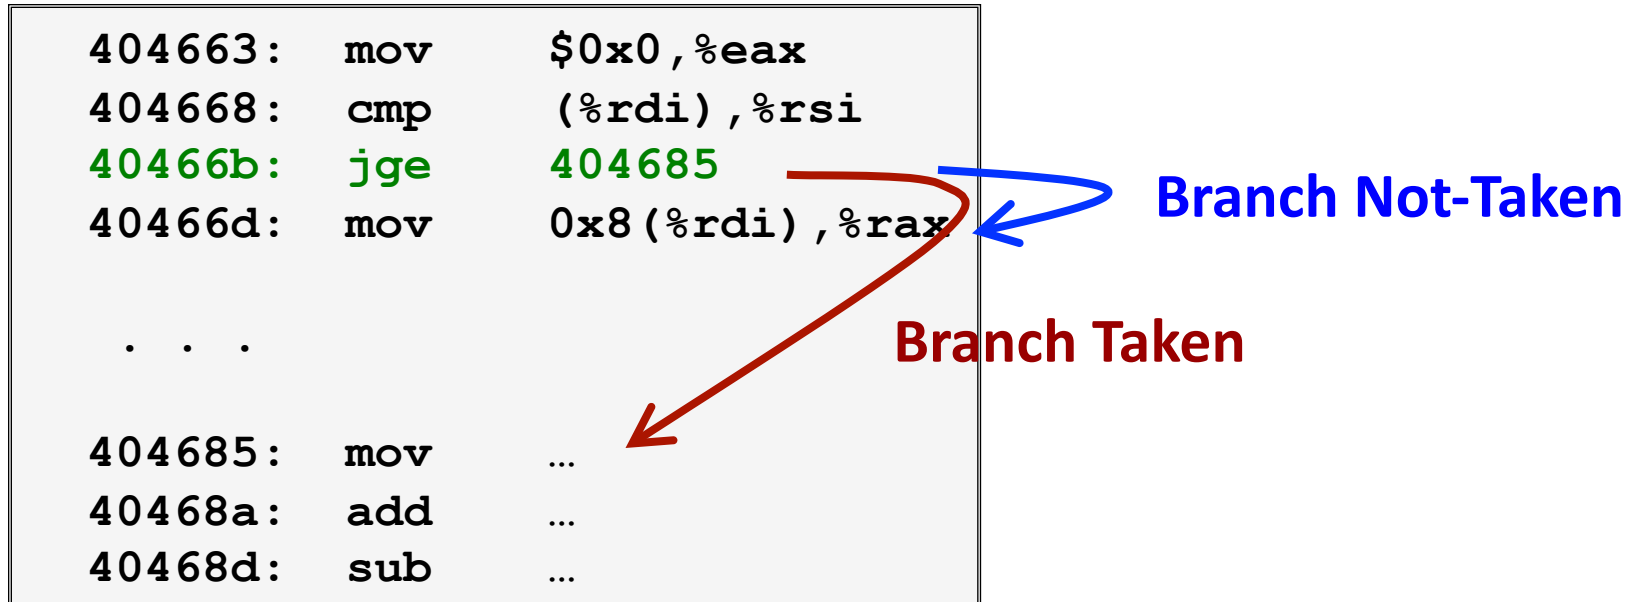 404663: mov $0x0,%eax
404668: cmp (%rdi),%rsi
40466b: jge 404685
40466d: mov 0x8(%rdi),%rax
Branch Not-Taken
. . .
Branch Taken
404685: mov …
40468a: add …
40468d: sub …